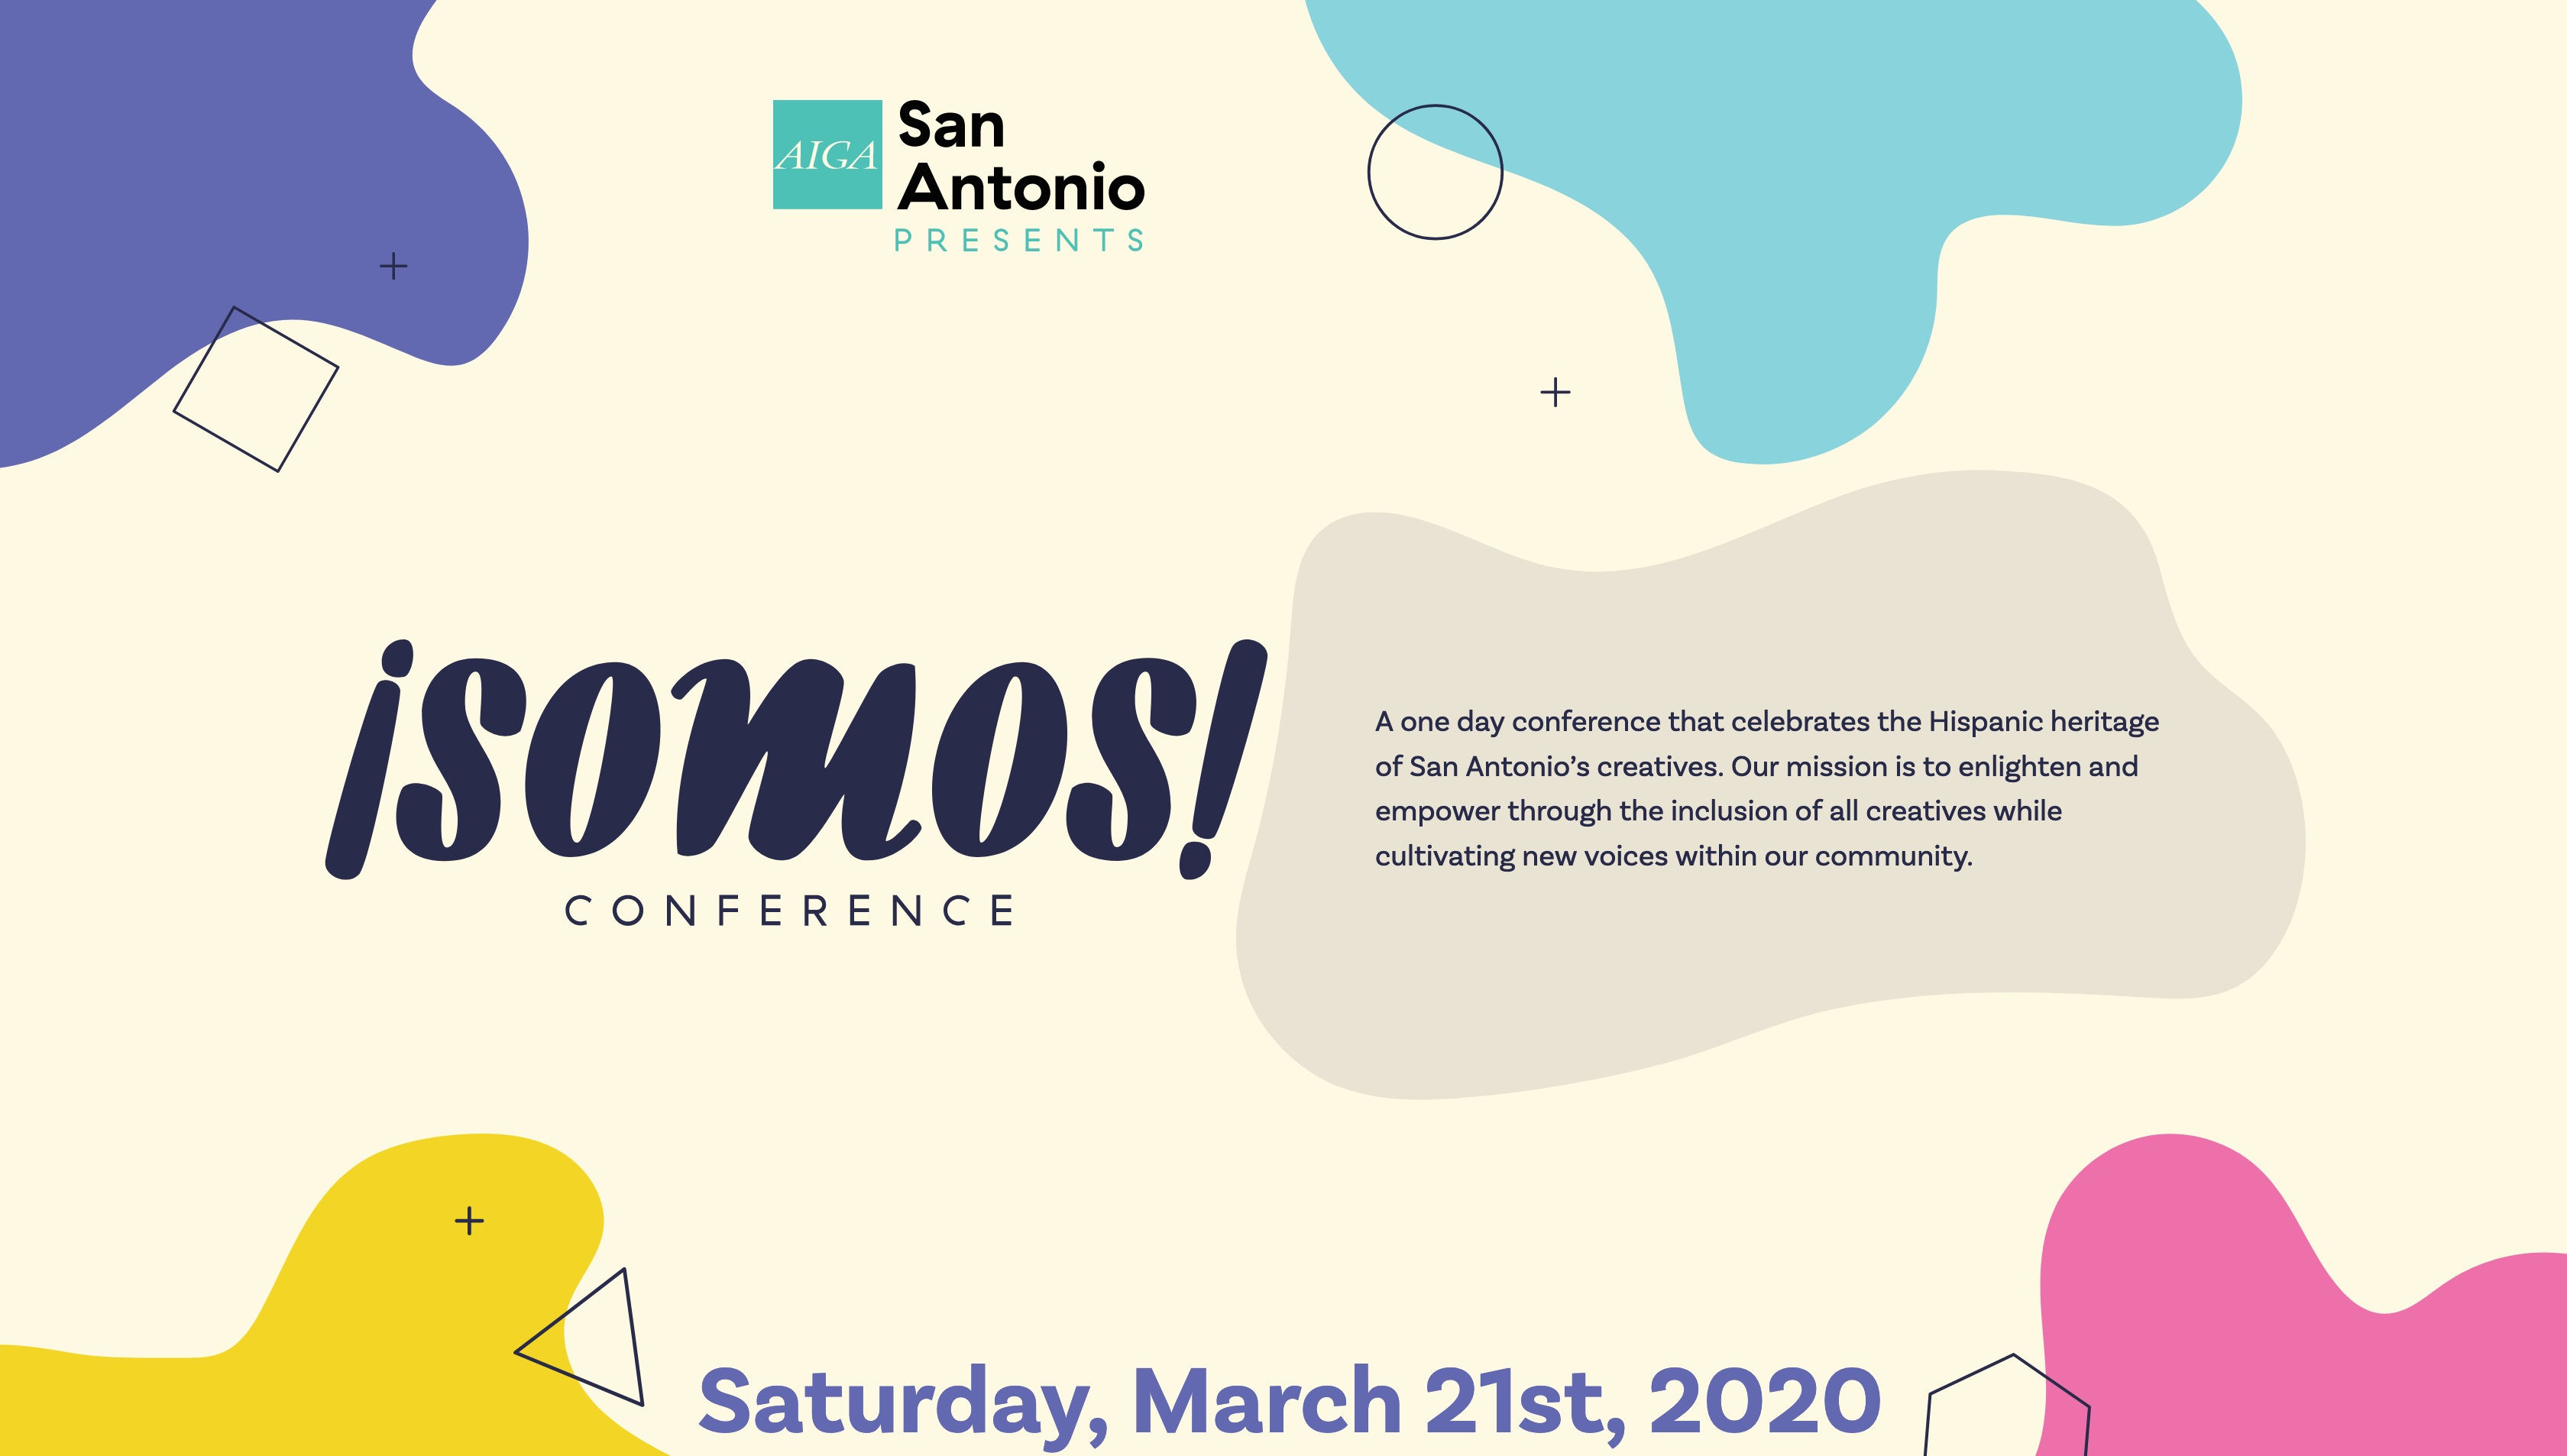 AIGA
San
Antonio
PRESENTS
¡SOMOS!
CONFERENCE
A one day conference that celebrates the Hispanic heritage
of San Antonio’s creatives. Our mission is to enlighten and
empower through the inclusion of all creatives while
cultivating new voices within our community.
Saturday, March 21st, 2020